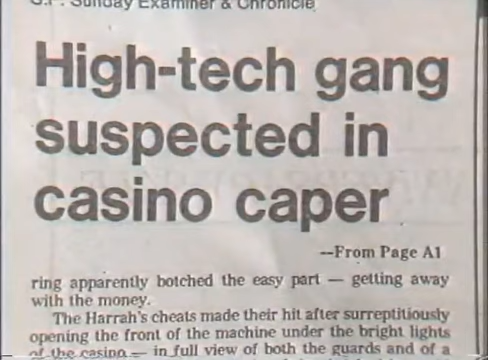 S.F. Sunday Examiner & Chronicle
High-tech gang
suspected in
casino caper
—From Page A1
ring apparently botched the easy part — getting away
with the money.
The Harrah's cheats made their hit after surreptitiously
opening the front of the machine under the bright lights
of the casino — in full view of both the guards and of a